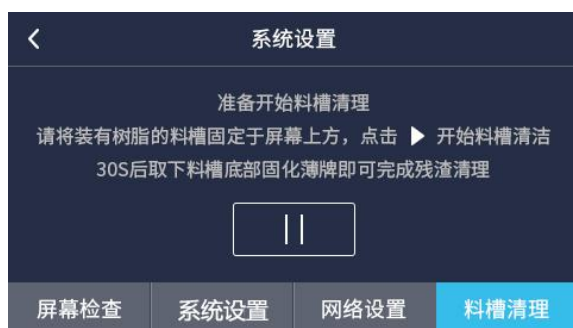 系统设置
准备开始料槽清理
请将装有树脂的料槽固定于屏幕上方，点击 ▶ 开始料槽清洁
30S后取下料槽底部固化薄牌即可完成残渣清理
屏幕检查 系统设置 网络设置 料槽清理